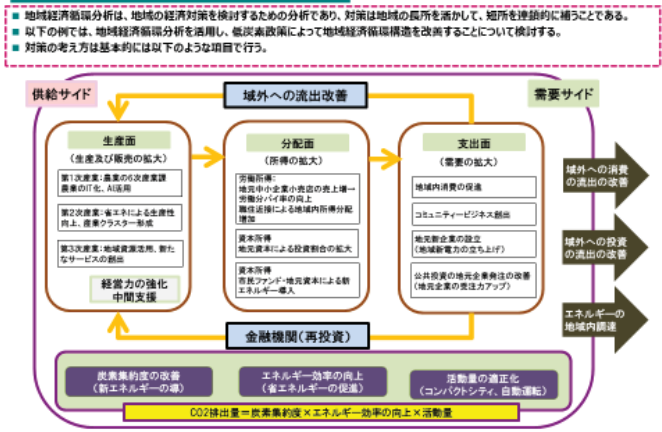 ■ 地域経済循環分析は、地域の経済対策を検討するための分析であり、対策は地域の長所を活かして、短所を連鎖的に補うことである。
■ 以下の例では、地域経済循環分析を活用し、低炭素政策によって地域経済循環構造を改善することについて検討する。
■ 対策の考え方は基本的には以下のような項目で行う。
供給サイド
域外への流出改善
需要サイド
生産面
(生産及び販売の拡大)
第1次産業:農業の6次産業課
農業のIT化、AI活用
第2次産業:省エネによる生産性
向上、産業クラスター形成
第3次産業:地域資源活用、新た
なサービスの創出
経営力の強化
中間支援
分配面
(所得の拡大)
労働所得:
地元中小企業小売店の売上増→
労働分パイ率の向上
職住近接による地域内所得分配
増加
資本所得
地元資本による投資割合の拡大
資本所得
市民ファンド・地元資本による新
エネルギー導入
支出面
(需要の拡大)
地域内消費の促進
コミュニティービジネス創出
地元新企業の設立
(地域新電力の立ち上げ)
公共投資の地元企業発注の改善
(地元企業の受注力アップ)
域外への消費
の流出の改善
域外への投資
の流出の改善
エネルギーの
地域内調達
金融機関(再投資)
炭素集約度の改善
(新エネルギーの導)
エネルギー効率の向上
(省エネルギーの促進)
活動量の適正化
(コンパクトシティ、自動運転)
CO2排出量=炭素集約度×エネルギー効率の向上×活動量